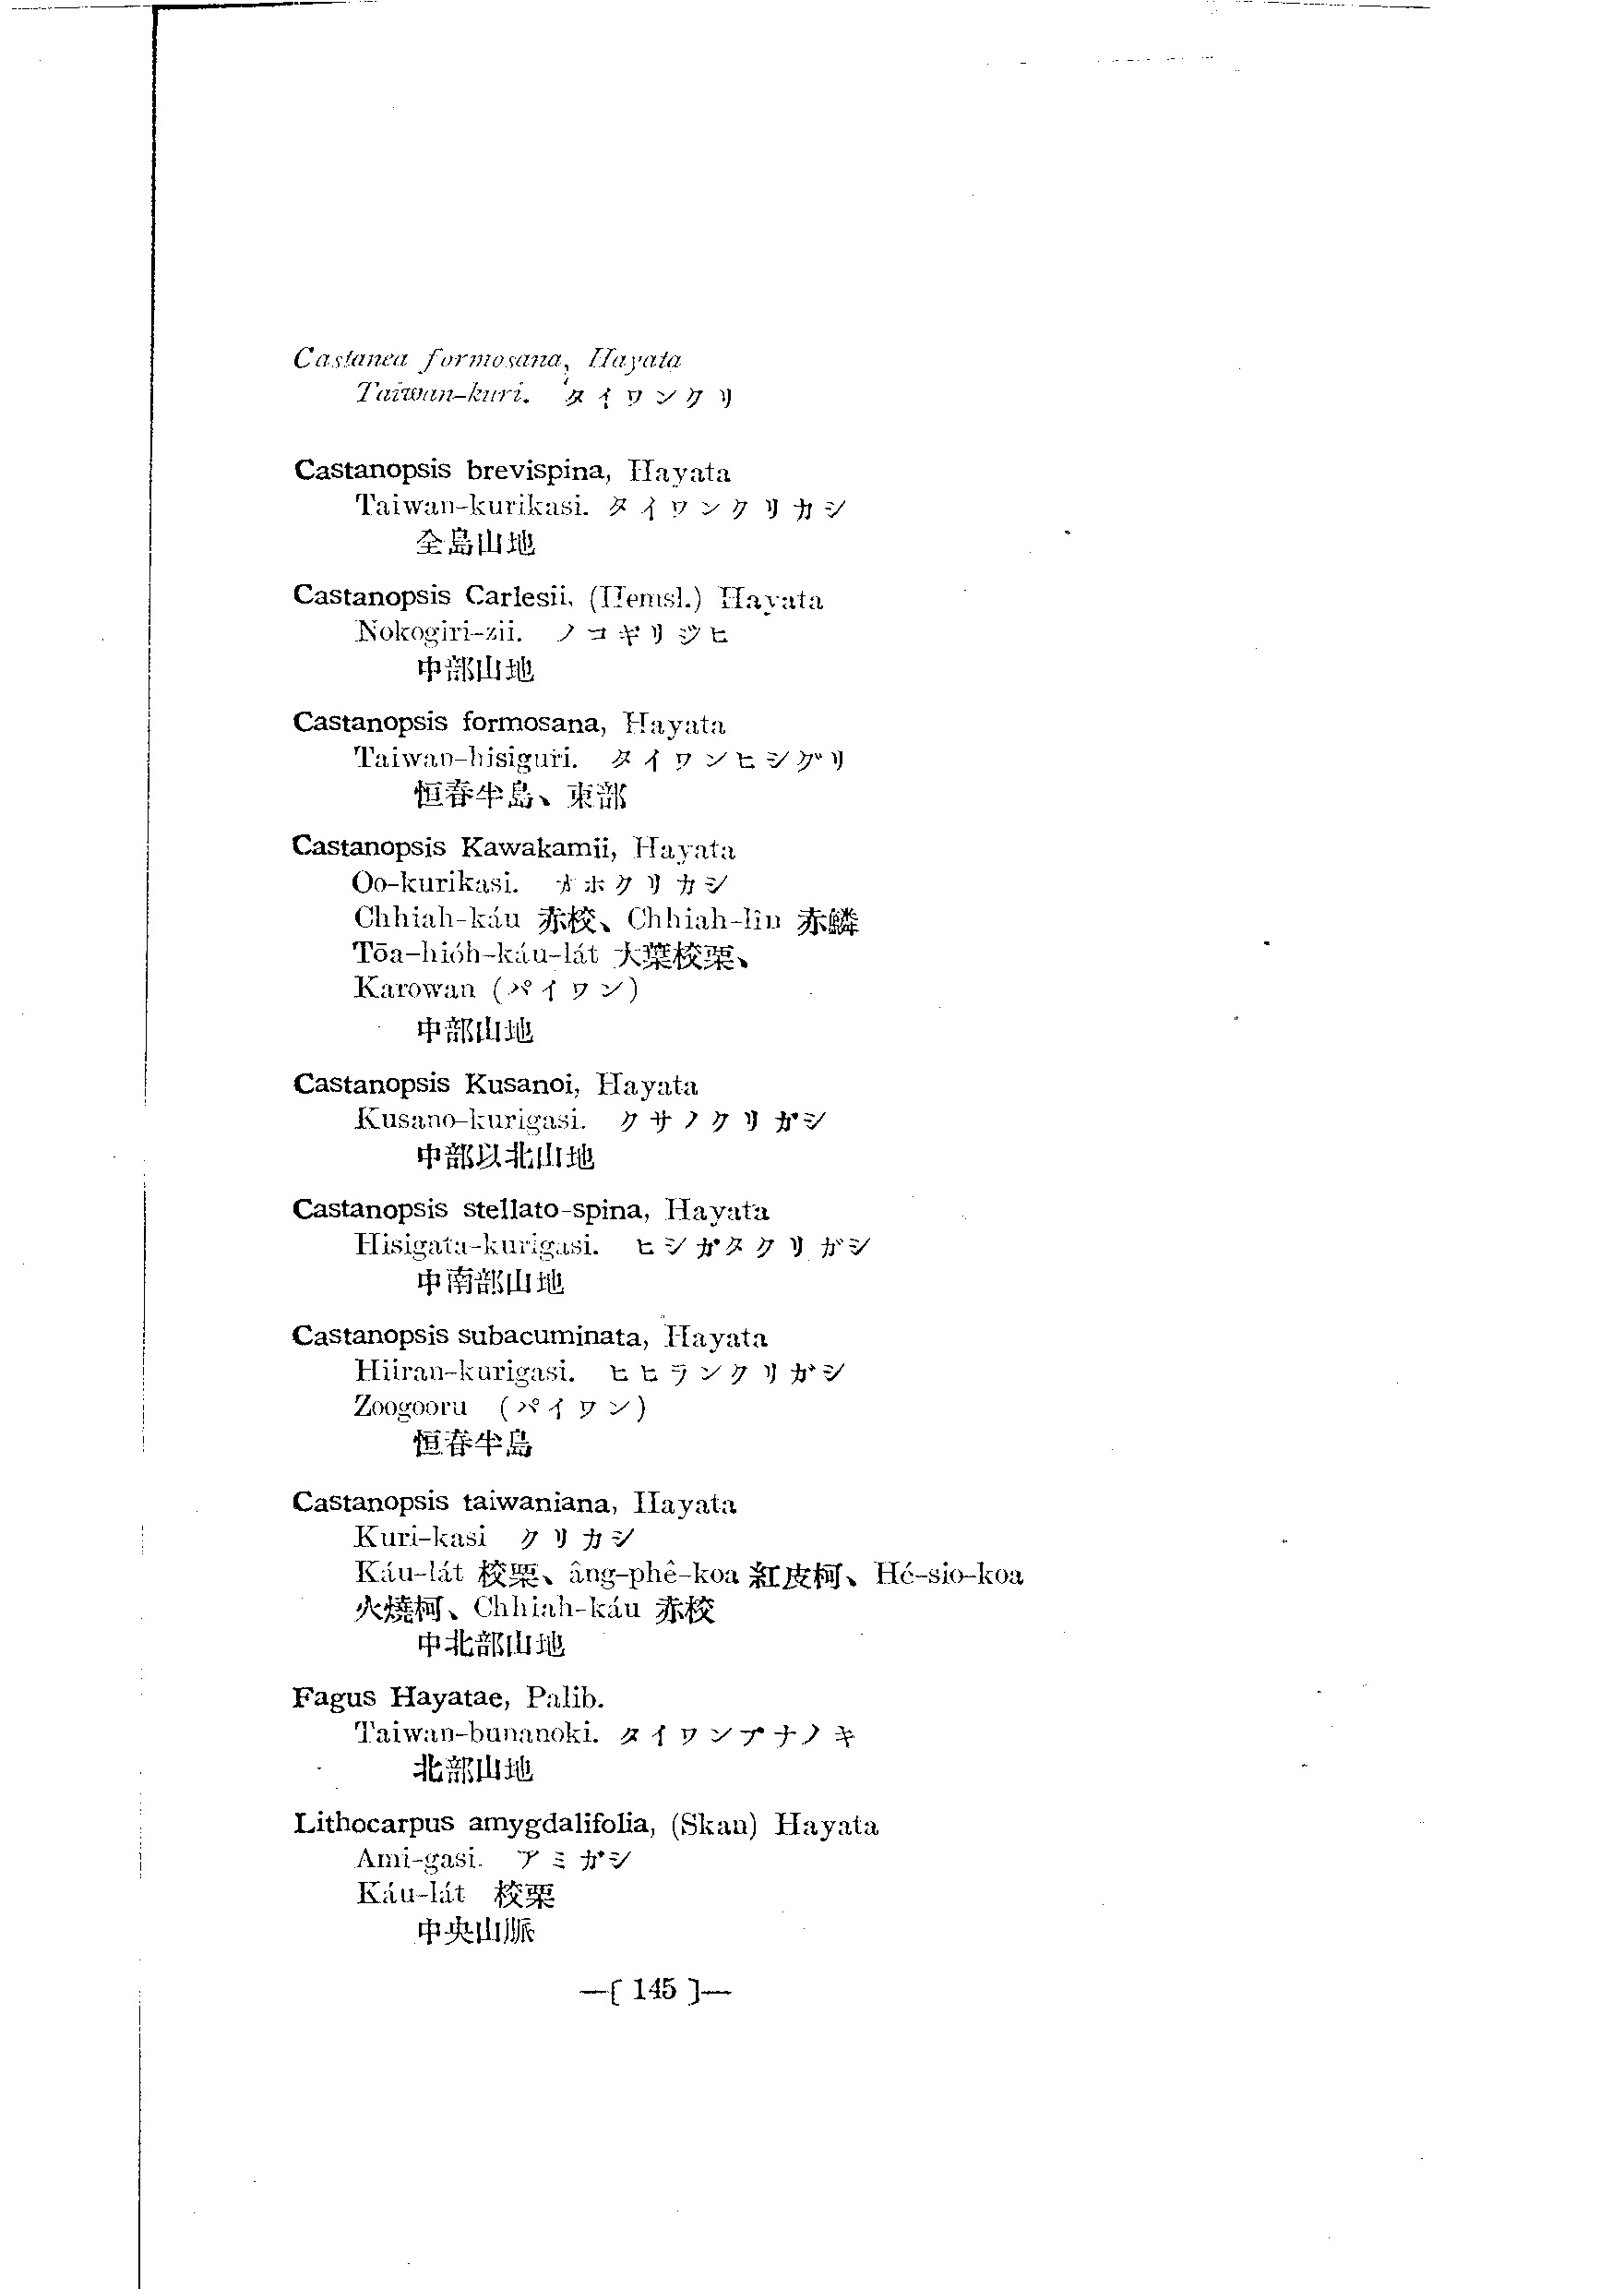 Castanea formosana, Hayata
Taiwan-kuri. タイワンクリ
Castanopsis brevispina, Hayata
Taiwan-kurikasi. タイワンクリカシ
全島山地
Castanopsis Carlesii, (Hemsl.) Hayata
Nokogiri-zii. ノコギリジヒ
中部山地
Castanopsis formosana, Hayata
Taiwan-hisiguri. タイワンヒシグリ
恒春半島、東部
Castanopsis Kawakamii, Hayata
Oo-kurikasi. オホクリカシ
Chhiah-káu 赤校、Chhiah-lîn 赤鱗
Tōa-hióh-káu-lát 大葉校栗、
Karowan (パイワン)
中部山地
Castanopsis Kusanoi, Hayata
Kusano-kurigasi. クサノクリガシ
中部以北山地
Castanopsis stellato-spina, Hayata
Hisigata-kurigasi. ヒシガタクリガシ
中南部山地
Castanopsis subacuminata, Hayata
Hiiran-kurigasi. ヒヒランクリガシ
Zoogooru (パイワン)
恒春半島
Castanopsis taiwaniana, Hayata
Kuri-kasi クリカシ
Káu-lát 校栗、âng-phê-koa 紅皮柯、Hé-sio-koa
火燒柯、Chhiah-káu 赤校
中北部山地
Fagus Hayatae, Palib.
Taiwan-bunanoki. タイワンブナノキ
北部山地
Lithocarpus amygdalifolia, (Skan) Hayata
Ami-gasi. アミガシ
Káu-lát 校栗
中央山脈
—[ 145 ]—